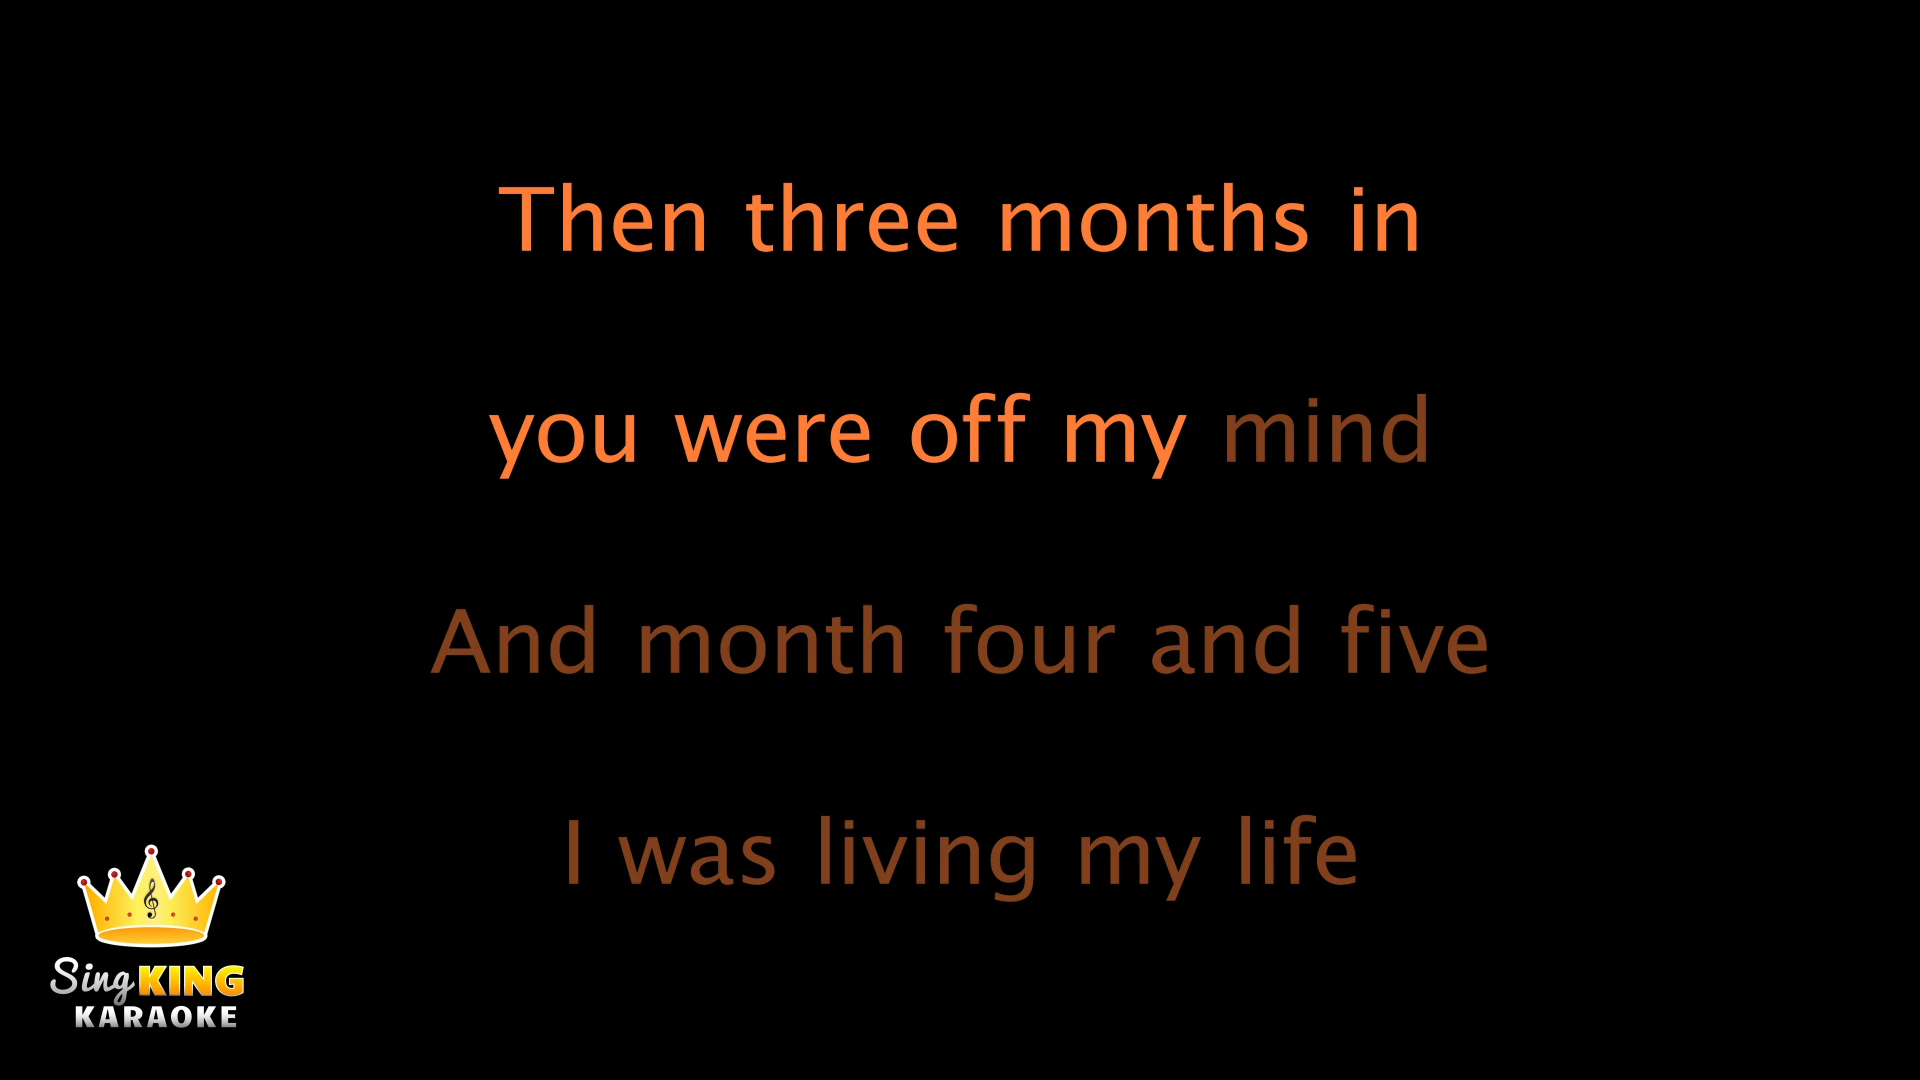 Then three months in
you were off my mind
And month four and five
I was living my life
Sing KING
KARAOKE